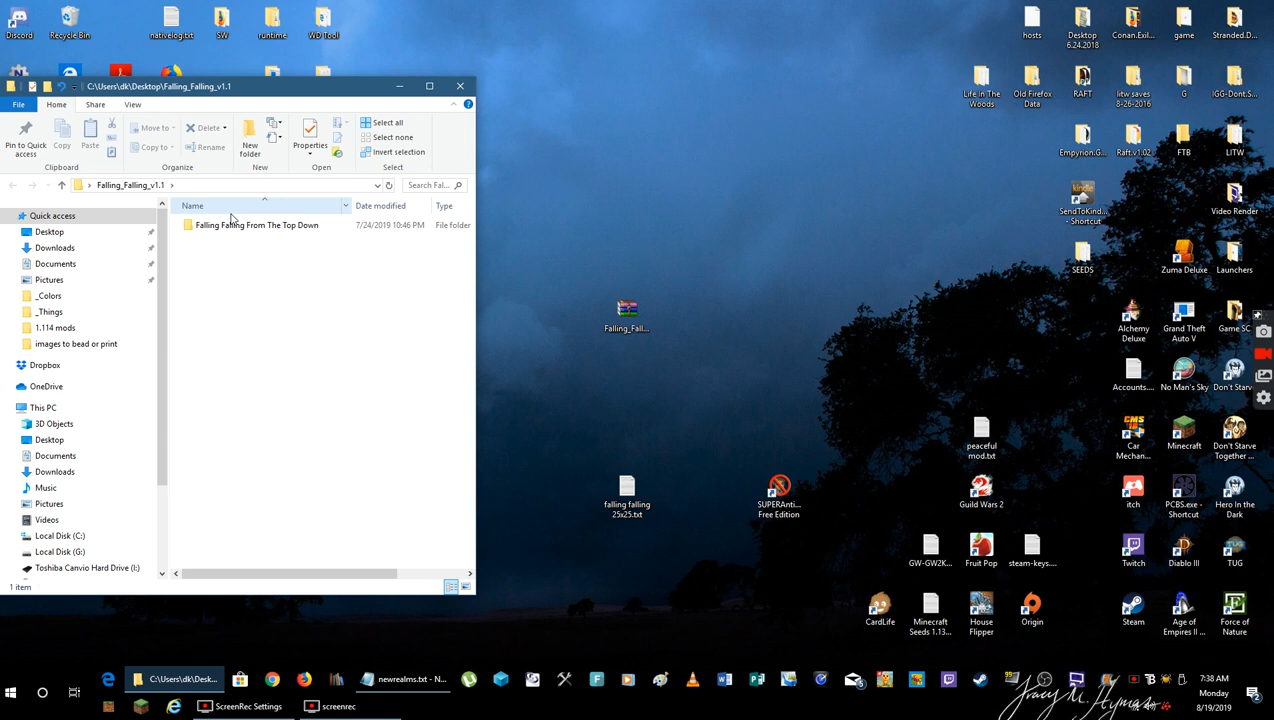 Discord
Recycle Bin
nativelog.txt
SW
runtime
WD Tool
hosts
Desktop 6.24.2018
Conan.Exil...
game
Stranded.D...
C:\Users\dk\Desktop\Falling_Falling_v1.1
File
Home
Share
View
Pin to Quick access
Copy
Paste
Move to
Copy to
Delete
Rename
New folder
Properties
Select all
Select none
Invert selection
Clipboard
Organize
New
Open
Select
Falling_Falling_v1.1
Search Fal...
Name
Date modified
Type
Falling Falling From The Top Down
7/24/2019 10:46 PM
File folder
Quick access
Desktop
Downloads
Documents
Pictures
_Colors
_Things
1.114 mods
images to bead or print
Dropbox
OneDrive
This PC
3D Objects
Desktop
Documents
Downloads
Music
Pictures
Videos
Local Disk (C:)
Local Disk (G:)
Toshiba Canvio Hard Drive (I:)
1 item
Life In The Woods
Old Firefox Data
RAFT
litw saves 8-26-2016
G
IGG-Dont.S...
Empyrion.G...
Raft.v1.02
FTB
LITW
kindle
SendToKind... - Shortcut
Video Render
SEEDS
Zuma Deluxe
Launchers
Falling_Fall...
Alchemy Deluxe
Grand Theft Auto V
Game SC
Accounts....
No Man's Sky
Don't Starv
peaceful mod.txt
CMS 18
Car Mechan...
Minecraft
Don't Starve Together ...
falling falling 25x25.txt
SUPERAnti... Free Edition
Guild Wars 2
itch
PCBS.exe - Shortcut
Hero in the Dark
GW-GW2K...
Fruit Pop
steam-keys....
Twitch
Diablo III
TUG
CardLife
Minecraft Seeds 1.13...
House Flipper
Origin
Steam
Age of Empires II ...
Force of Nature
C:\Users\dk\Desk...
newrealms.txt - N...
7:38 AM
Monday
8/19/2019
2
ScreenRec Settings
screenrec
Tracy M. Hyman